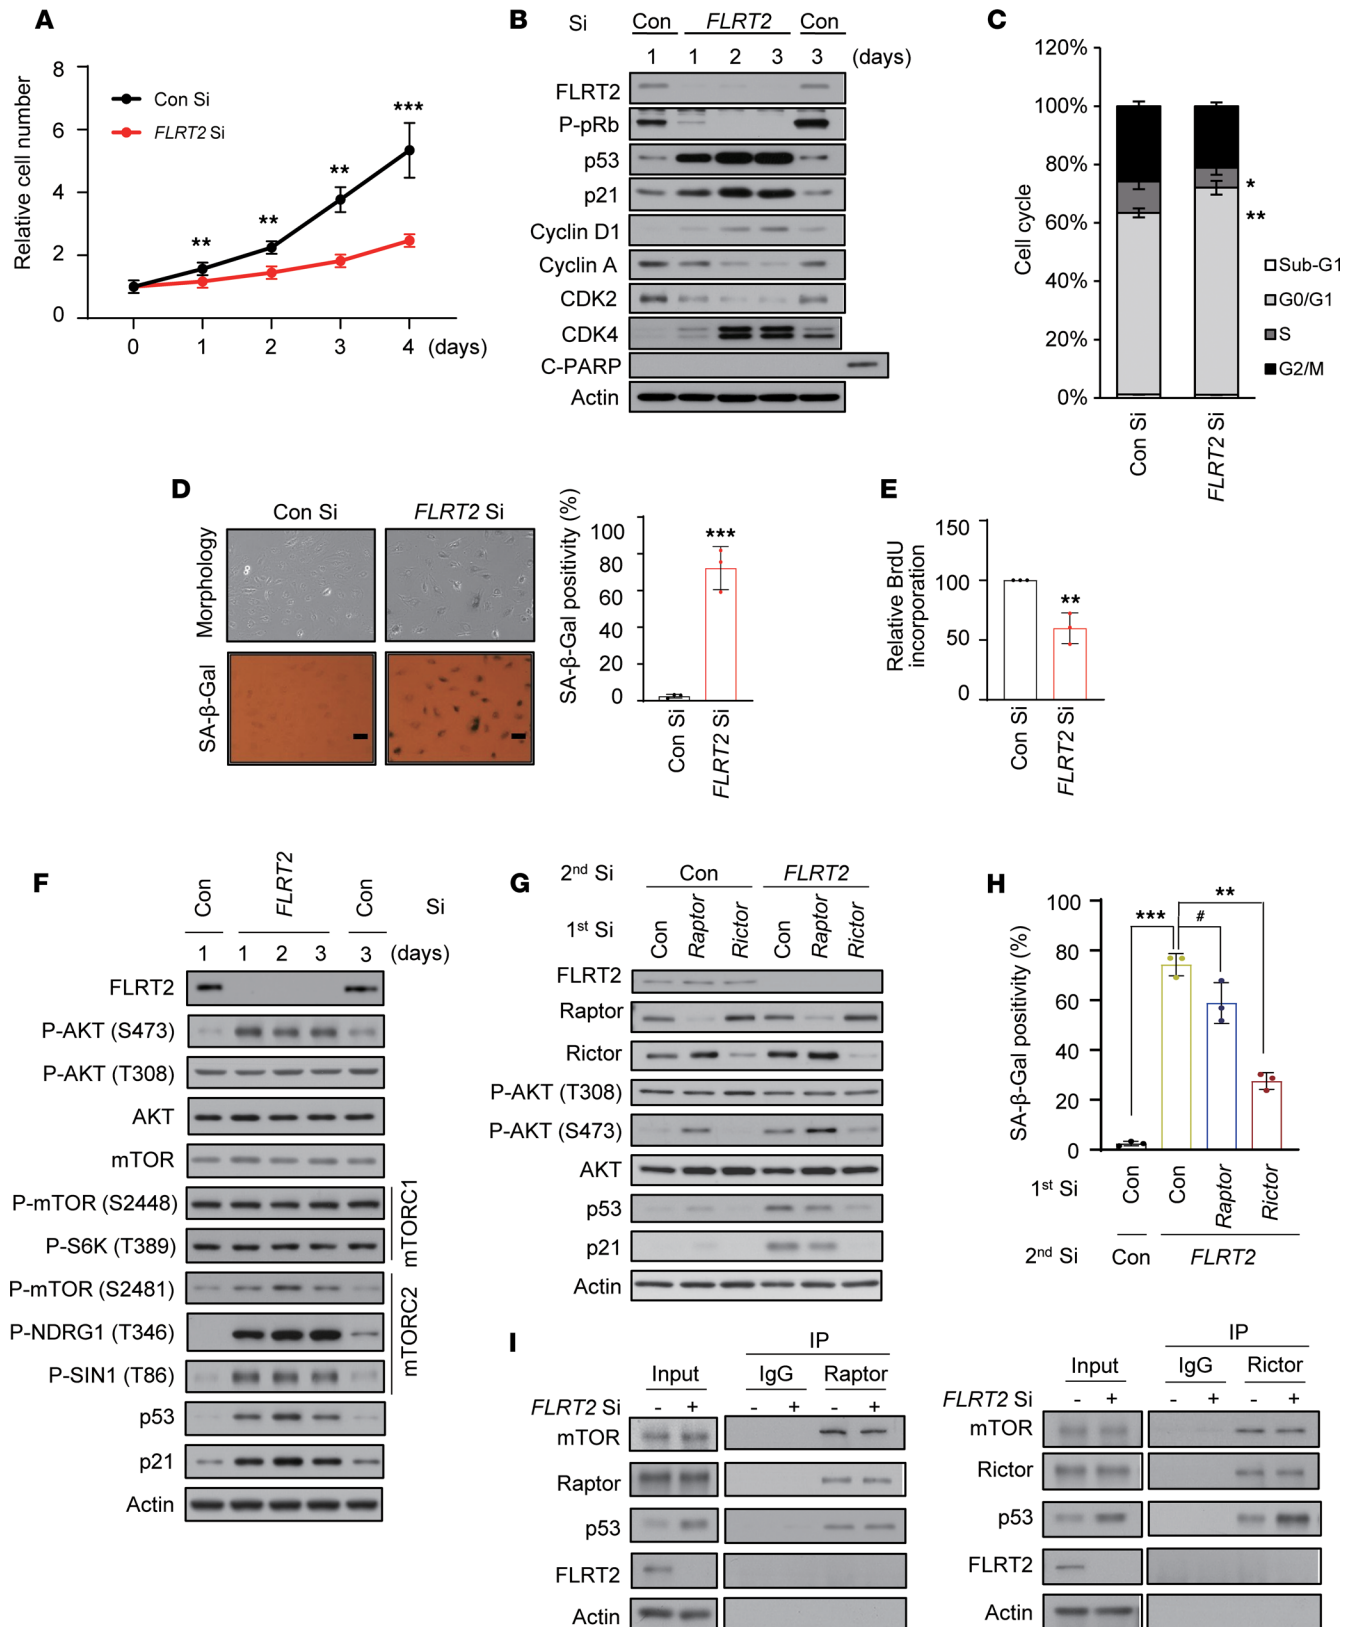 A
Relative cell number
8
6
4
2
0
Con Si
FLRT2 Si
**
**
**
***
0 1 2 3 4 (days)
B
Si Con FLRT2 Con
1 1 2 3 3 (days)
FLRT2
P-pRb
p53
p21
Cyclin D1
Cyclin A
CDK2
CDK4
C-PARP
Actin
C
Cell cycle
120%
100%
80%
60%
40%
20%
0%
*
**
Sub-G1
G0/G1
S
G2/M
Con Si
FLRT2 Si
D
Con Si FLRT2 Si
Morphology
SA-β-Gal
SA-β-Gal positivity (%)
100
80
60
40
20
0
***
Con Si
FLRT2 Si
E
Relative BrdU
incorporation
150
100
50
0
**
Con Si
FLRT2 Si
F
Con FLRT2 Con Si
1 1 2 3 3 (days)
FLRT2
P-AKT (S473)
P-AKT (T308)
AKT
mTOR
P-mTOR (S2448)
P-S6K (T389)
mTORC1
P-mTOR (S2481)
P-NDRG1 (T346)
P-SIN1 (T86)
mTORC2
p53
p21
Actin
G
2nd Si Con FLRT2
1st Si Con Raptor Rictor Con Raptor Rictor
FLRT2
Raptor
Rictor
P-AKT (T308)
P-AKT (S473)
AKT
p53
p21
Actin
H
SA-β-Gal positivity (%)
100
80
60
40
20
0
***
#
**
1st Si Con Con Raptor Rictor
2nd Si Con FLRT2
I
IP
Input IgG Raptor
FLRT2 Si - + - + - +
mTOR
Raptor
p53
FLRT2
Actin
IP
Input IgG Rictor
FLRT2 Si - + - + - +
mTOR
Rictor
p53
FLRT2
Actin